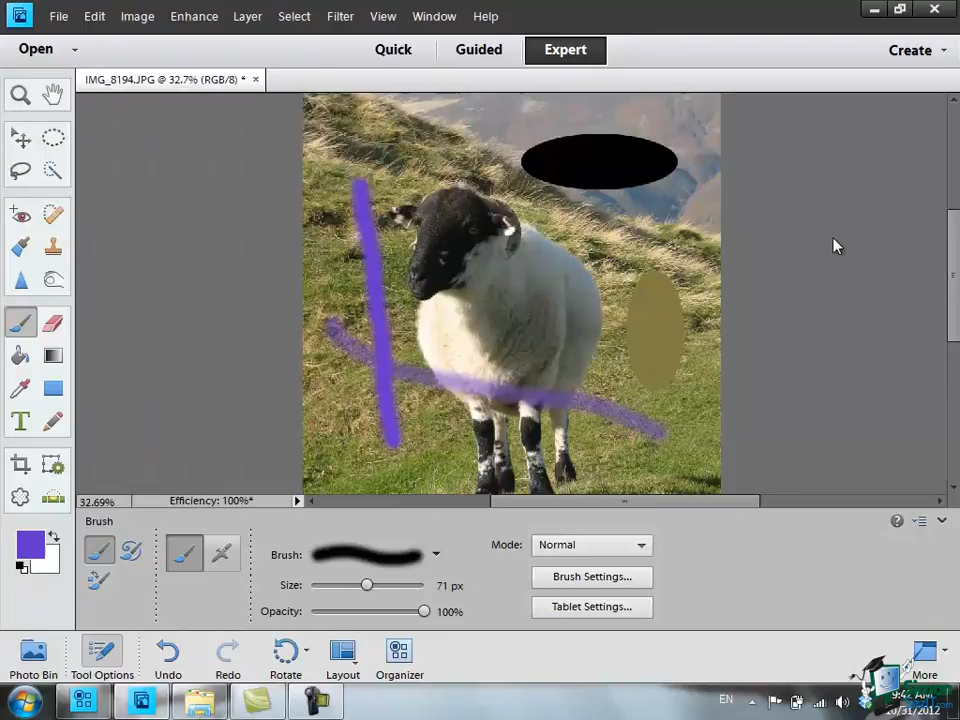 File Edit Image Enhance Layer Select Filter View Window Help
Open Quick Guided Expert Create
IMG_8194.JPG @ 32.7% (RGB/8) * ×
T
32.69% Efficiency: 100%*
Brush
Brush: Mode: Normal
Size: 71 px Brush Settings...
Opacity: 100% Tablet Settings...
Photo Bin Tool Options Undo Redo Rotate Layout Organizer More
EN
10/31/2012